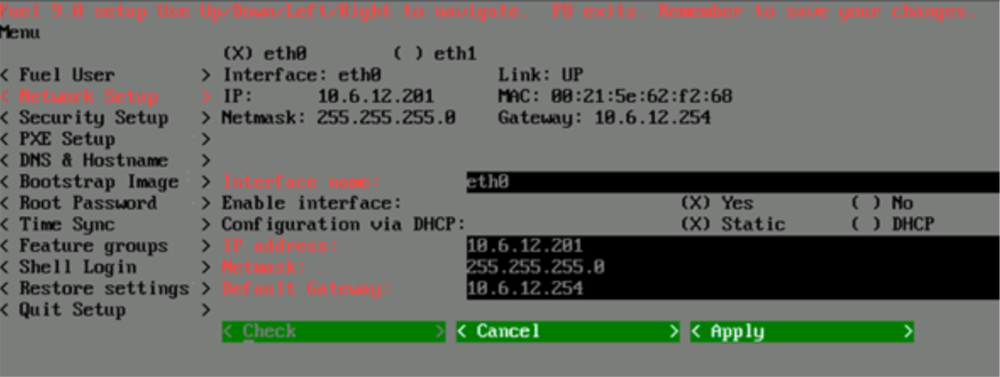 Fuel 9.0 setup Use Up/Down/Left/Right to navigate.  F8 exits. Remember to save your changes.
Menu
(X) eth0 ( ) eth1
< Fuel User > Interface: eth0 Link: UP
< Network Setup > IP: 10.6.12.201 MAC: 00:21:5e:62:f2:68
< Security Setup > Netmask: 255.255.255.0 Gateway: 10.6.12.254
< PXE Setup >
< DNS & Hostname >
< Bootstrap Image > Interface name: eth0
< Root Password > Enable interface: (X) Yes ( ) No
< Time Sync > Configuration via DHCP: (X) Static ( ) DHCP
< Feature groups > IP address: 10.6.12.201
< Shell Login > Netmask: 255.255.255.0
< Restore settings > Default Gateway: 10.6.12.254
< Quit Setup >
< Check > < Cancel > < Apply >